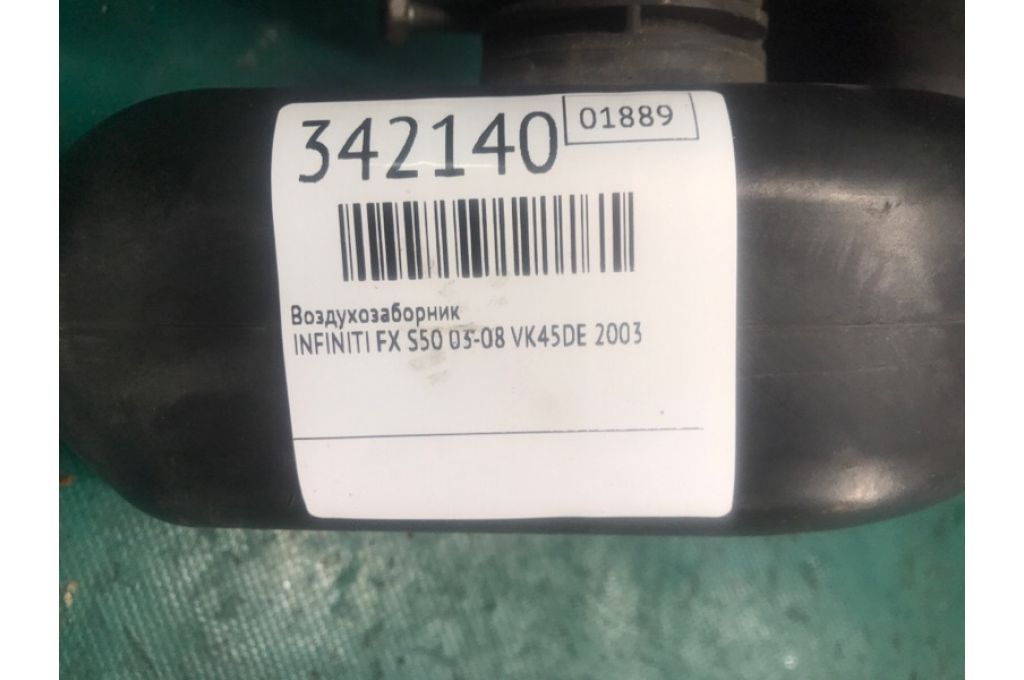 342140
01889
Воздухозаборник
INFINITI FX S50 03-08 VK45DE 2003